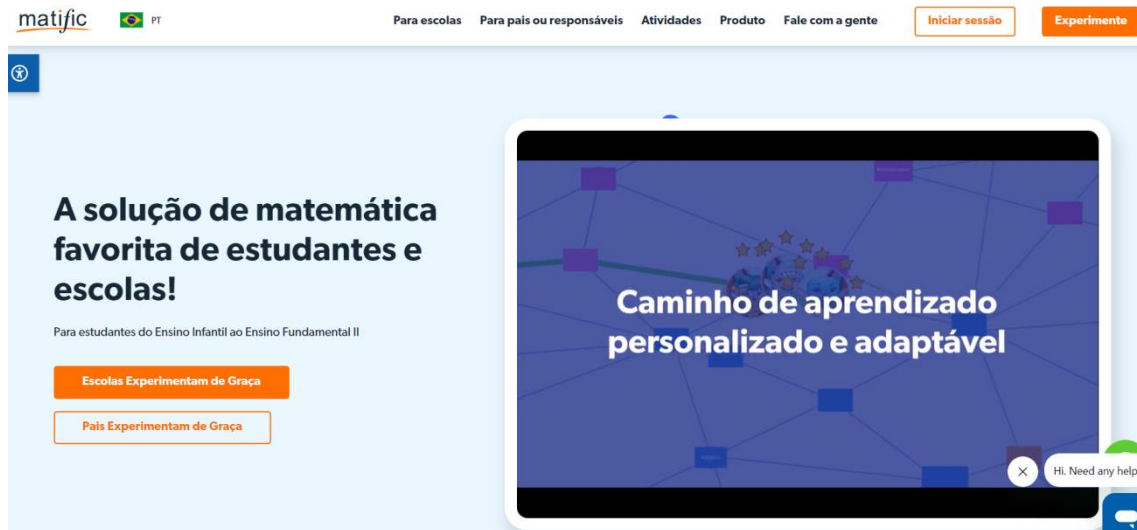 matific
PT
Para escolas Para pais ou responsáveis Atividades Produto Fale com a gente
Iniciar sessão
Experimente
A solução de matemática
favorita de estudantes e
escolas!
Para estudantes do Ensino Infantil ao Ensino Fundamental II
Escolas Experimentam de Graça
Pais Experimentam de Graça
Caminho de aprendizado
personalizado e adaptável
Hi. Need any help